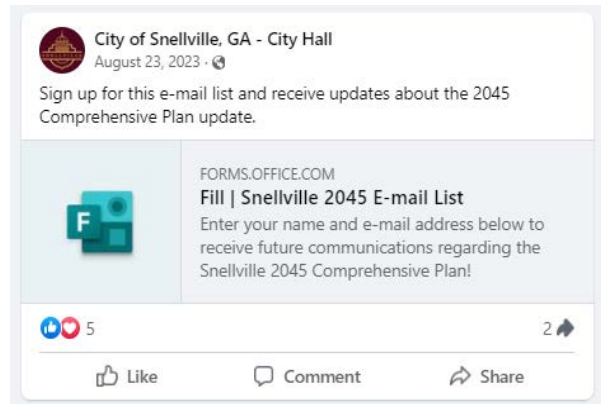 City of Snellville, GA - City Hall
August 23, 2023 ·
Sign up for this e-mail list and receive updates about the 2045
Comprehensive Plan update.
FORMS.OFFICE.COM
Fill | Snellville 2045 E-mail List
Enter your name and e-mail address below to
receive future communications regarding the
Snellville 2045 Comprehensive Plan!
F
5
2
Like
Comment
Share